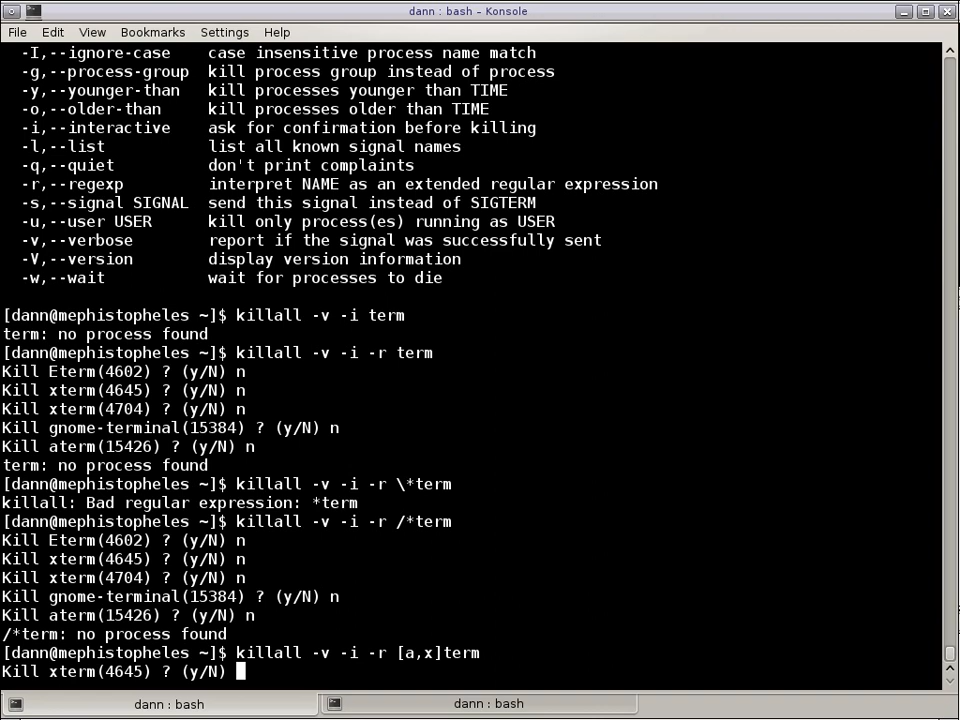 dann : bash - Konsole
File Edit View Bookmarks Settings Help
-I,--ignore-case case insensitive process name match
-g,--process-group kill process group instead of process
-y,--younger-than kill processes younger than TIME
-o,--older-than kill processes older than TIME
-i,--interactive ask for confirmation before killing
-l,--list list all known signal names
-q,--quiet don't print complaints
-r,--regexp interpret NAME as an extended regular expression
-s,--signal SIGNAL send this signal instead of SIGTERM
-u,--user USER kill only process(es) running as USER
-v,--verbose report if the signal was successfully sent
-V,--version display version information
-w,--wait wait for processes to die
[dann@mephistopheles ~]$ killall -v -i term
term: no process found
[dann@mephistopheles ~]$ killall -v -i -r term
Kill Eterm(4602) ? (y/N) n
Kill xterm(4645) ? (y/N) n
Kill xterm(4704) ? (y/N) n
Kill gnome-terminal(15384) ? (y/N) n
Kill aterm(15426) ? (y/N) n
term: no process found
[dann@mephistopheles ~]$ killall -v -i -r \*term
killall: Bad regular expression: *term
[dann@mephistopheles ~]$ killall -v -i -r /*term
Kill Eterm(4602) ? (y/N) n
Kill xterm(4645) ? (y/N) n
Kill xterm(4704) ? (y/N) n
Kill gnome-terminal(15384) ? (y/N) n
Kill aterm(15426) ? (y/N) n
/*term: no process found
[dann@mephistopheles ~]$ killall -v -i -r [a,x]term
Kill xterm(4645) ? (y/N)
dann : bash dann : bash